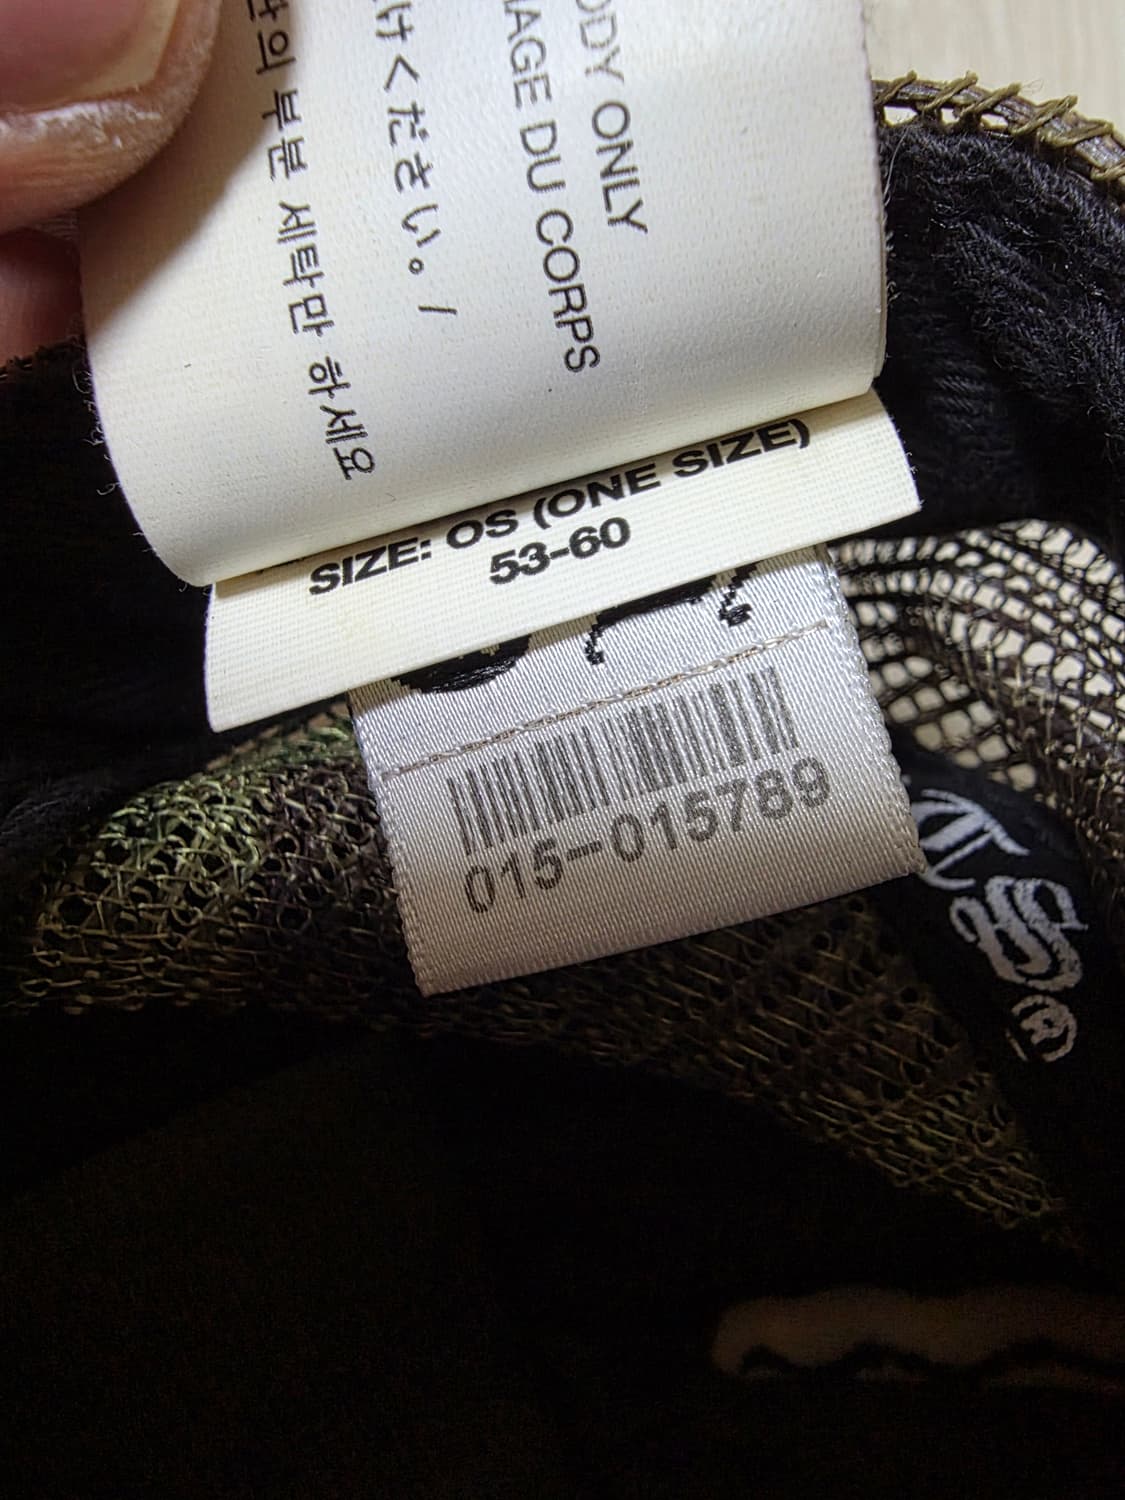 ODY ONLY
AGE DU CORPS
けください。/
의 부분 세탁만 하세요
SIZE: OS (ONE SIZE)
53-60
015-015789
®